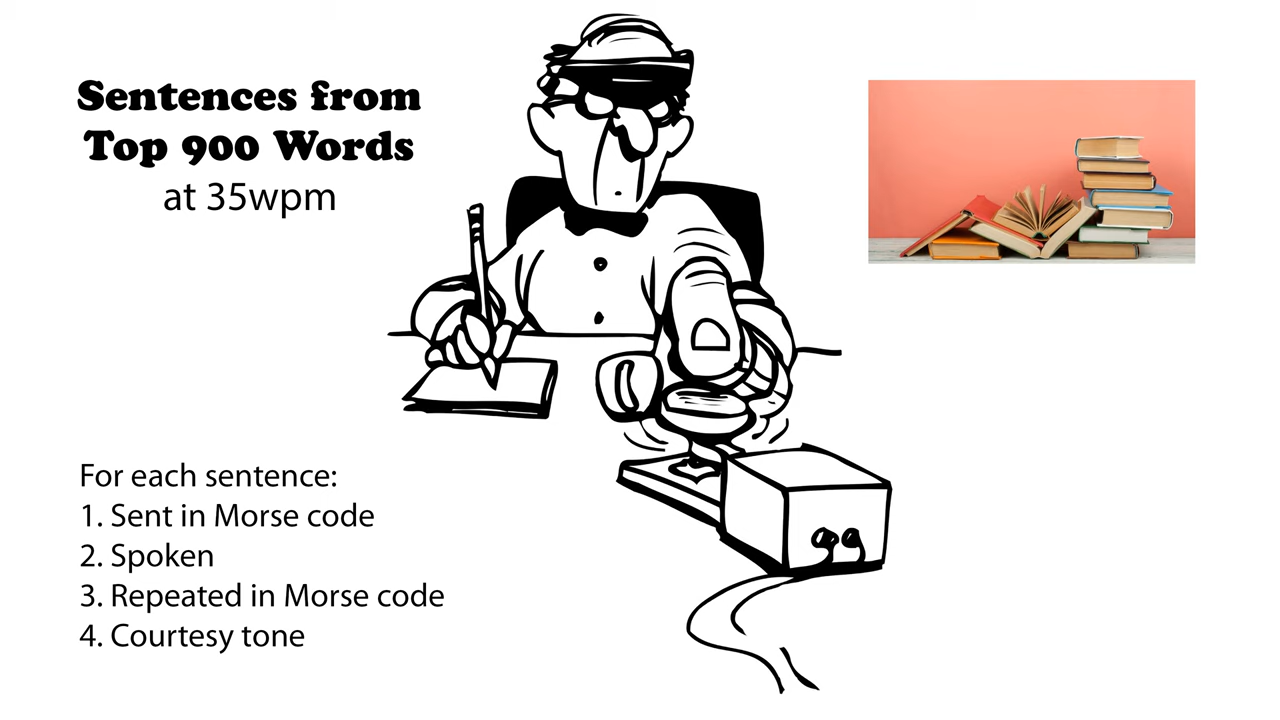 Sentences from
Top 900 Words
at 35wpm
For each sentence:
1. Sent in Morse code
2. Spoken
3. Repeated in Morse code
4. Courtesy tone